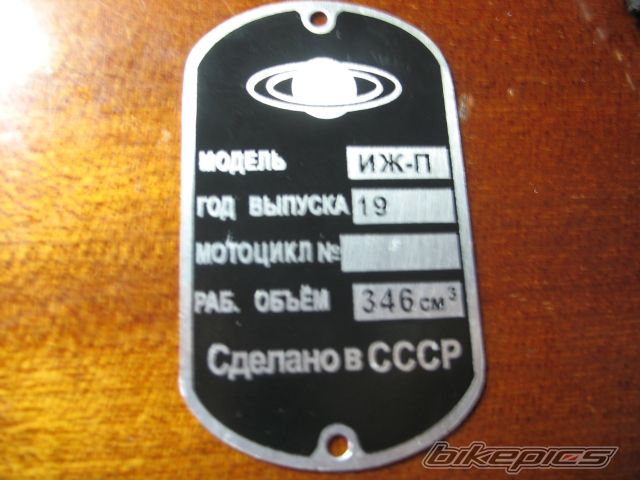 МОДЕЛЬ ИЖ-П
ГОД ВЫПУСКА 19
МОТОЦИКЛ №
РАБ. ОБЪЁМ 346 см³
Сделано в СССР
bikepics